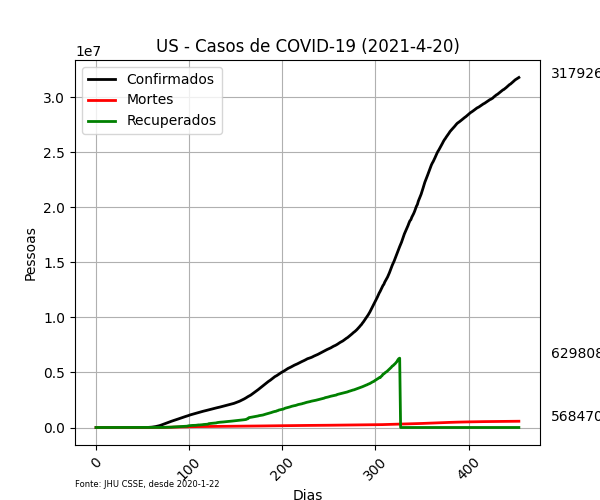 US - Casos de COVID-19 (2021-4-20)
1e7
Confirmados
Mortes
Recuperados
317926
3.0
2.5
2.0
1.5
1.0
0.5
0.0
629808
568470
Pessoas
0
100
200
300
400
Fonte: JHU CSSE, desde 2020-1-22
Dias